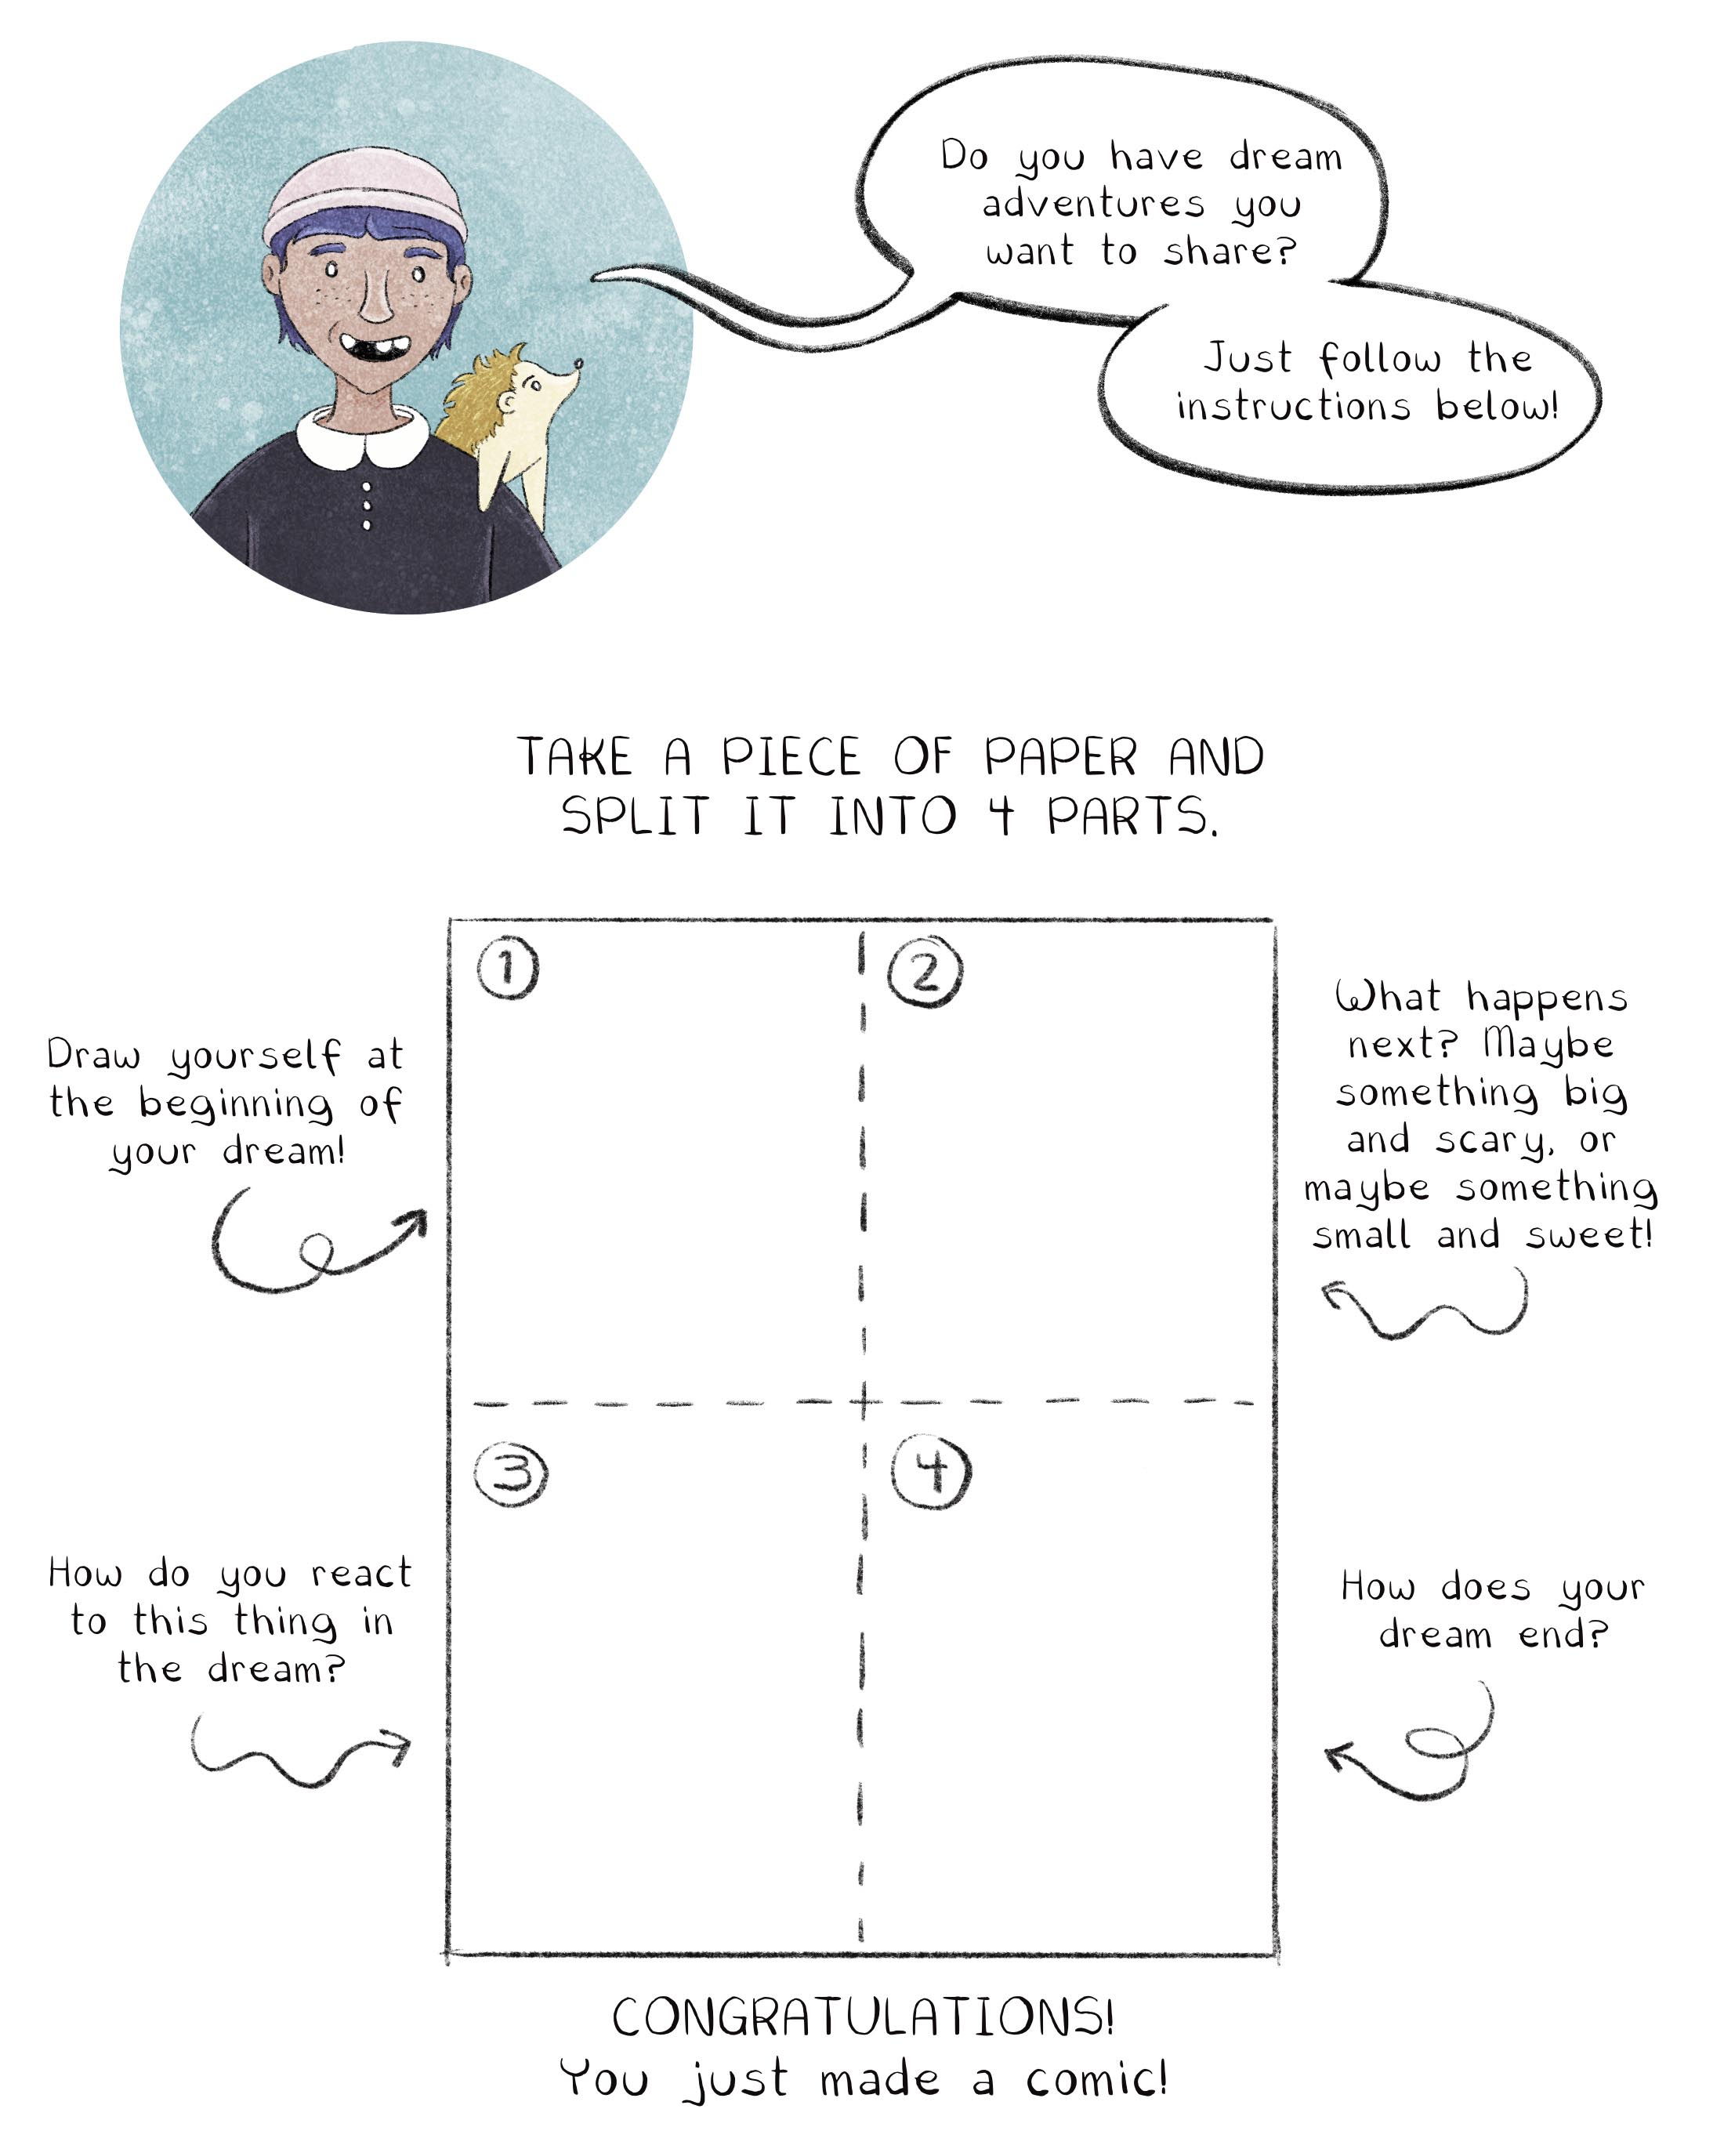 Do you have dream
adventures you
want to share?
Just follow the
instructions below!
TAKE A PIECE OF PAPER AND
SPLIT IT INTO 4 PARTS.
1
Draw yourself at
the beginning of
your dream!
2
What happens
next? Maybe
something big
and scary, or
maybe something
small and sweet!
3
How do you react
to this thing in
the dream?
4
How does your
dream end?
CONGRATULATIONS!
You just made a comic!